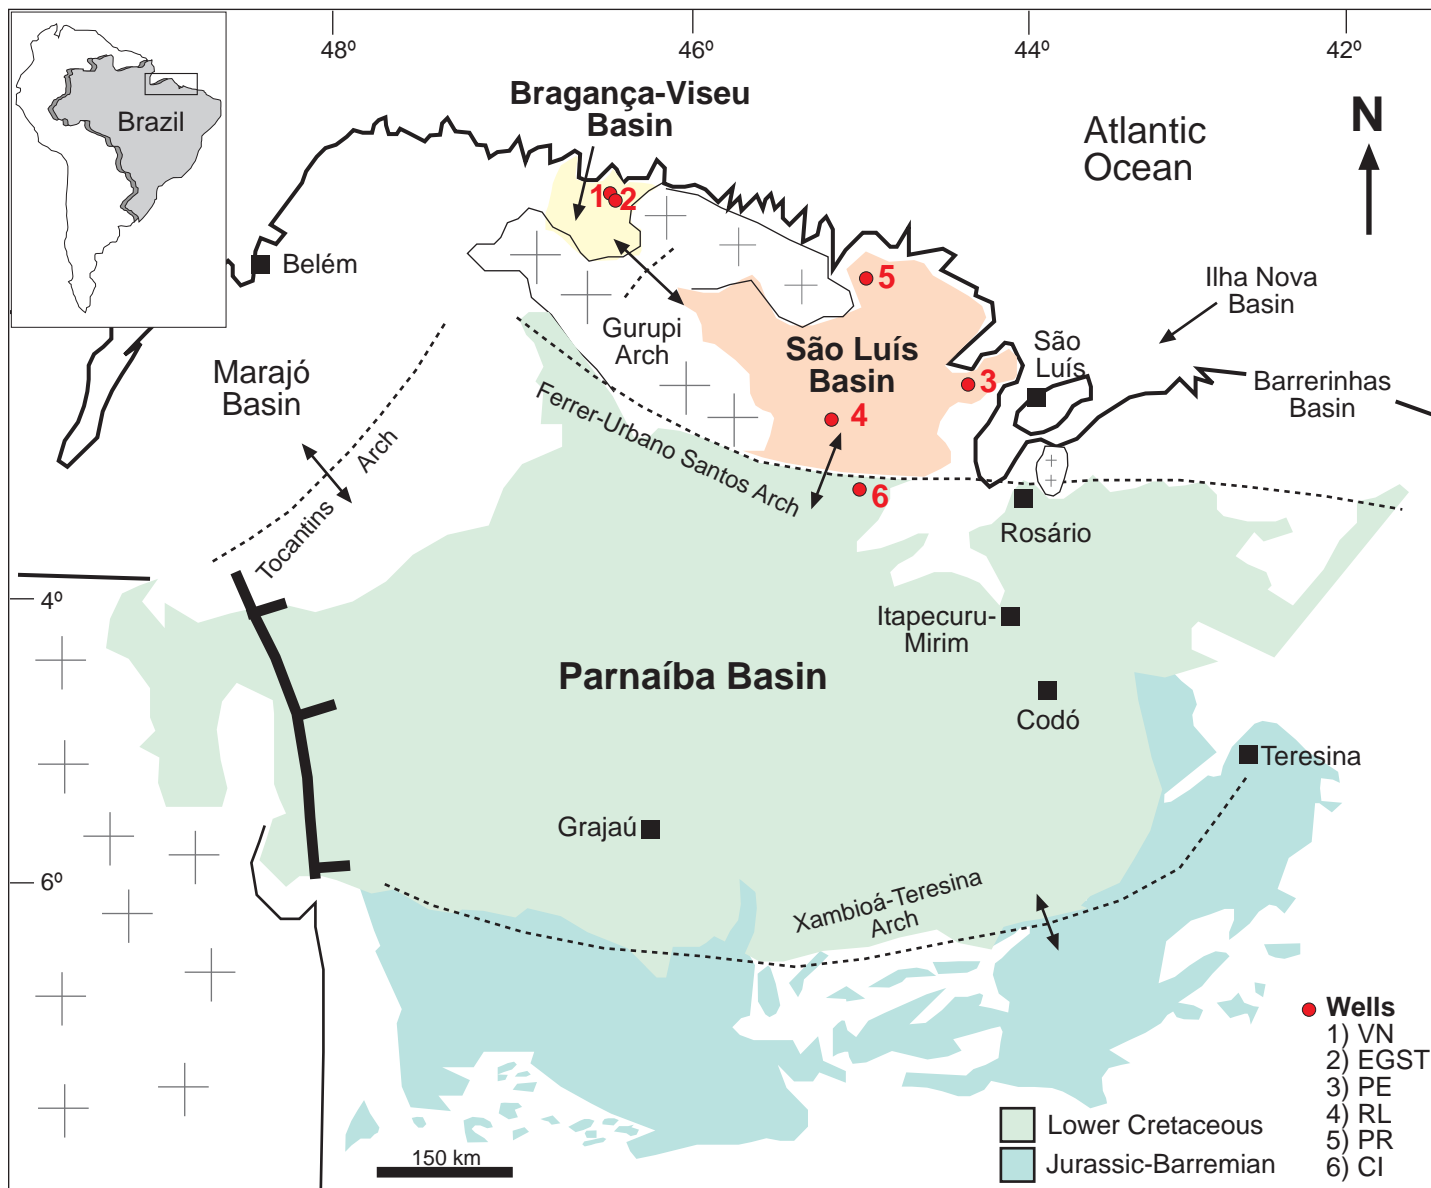 48º
46º
44º
42º
Brazil
Bragança-Viseu
Basin
Atlantic
Ocean
N
1
2
Belém
5
Ilha Nova
Basin
Gurupi
Arch
São Luís
Basin
São
Luís
Marajó
Basin
3
Barrerinhas
Basin
4
Ferrer-Urbano Santos Arch
Tocantins Arch
6
Rosário
4º
Itapecuru-
Mirim
Parnaíba Basin
Codó
Teresina
Grajaú
6º
Xambioá-Teresina
Arch
Wells
1) VN
2) EGST
3) PE
4) RL
5) PR
6) CI
Lower Cretaceous
Jurassic-Barremian
150 km